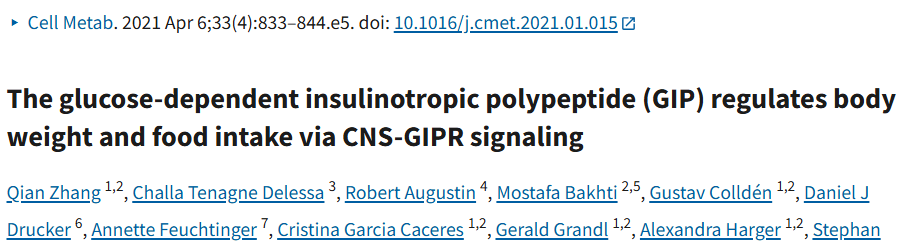 Cell Metab. 2021 Apr 6;33(4):833–844.e5. doi: 10.1016/j.cmet.2021.01.015
The glucose-dependent insulinotropic polypeptide (GIP) regulates body
weight and food intake via CNS-GIPR signaling
Qian Zhang 1,2, Challa Tenagne Delessa 3, Robert Augustin 4, Mostafa Bakhti 2,5, Gustav Colldén 1,2, Daniel J
Drucker 6, Annette Feuchtinger 7, Cristina Garcia Caceres 1,2, Gerald Grandl 1,2, Alexandra Harger 1,2, Stephan